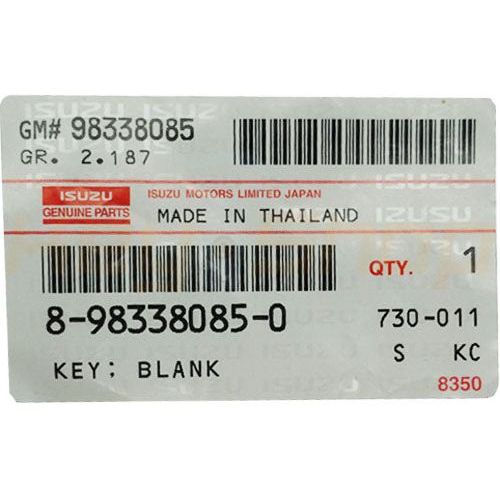 GM# 98338085
GR. 2.187
ISUZU
GENUINE PARTS
ISUZU MOTORS LIMITED JAPAN
MADE IN THAILAND
QTY. 1
8-98338085-0
730-011
KEY; BLANK
S KC
8350